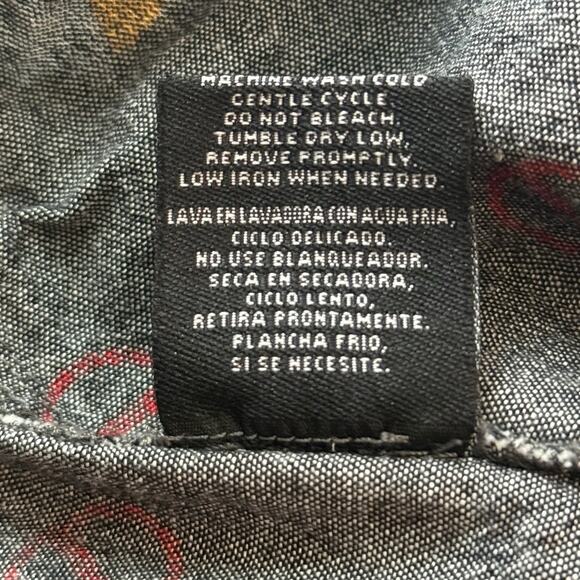 MACHINE WASH COLD
GENTLE CYCLE.
DO NOT BLEACH.
TUMBLE DRY LOW,
REMOVE PROMPTLY.
LOW IRON WHEN NEEDED.
LAVA EN LAVADORA CON AGUA FRIA,
CICLO DELICADO.
NO USE BLANQUEADOR.
SECA EN SECADORA,
CICLO LENTO,
RETIRA PRONTAMENTE.
PLANCHA FRIO,
SI SE NECESITE.